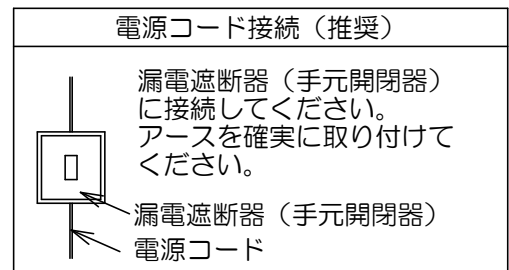 電源コード接続（推奨）
漏電遮断器（手元開閉器）
に接続してください。
アースを確実に取り付けて
ください。
漏電遮断器（手元開閉器）
電源コード